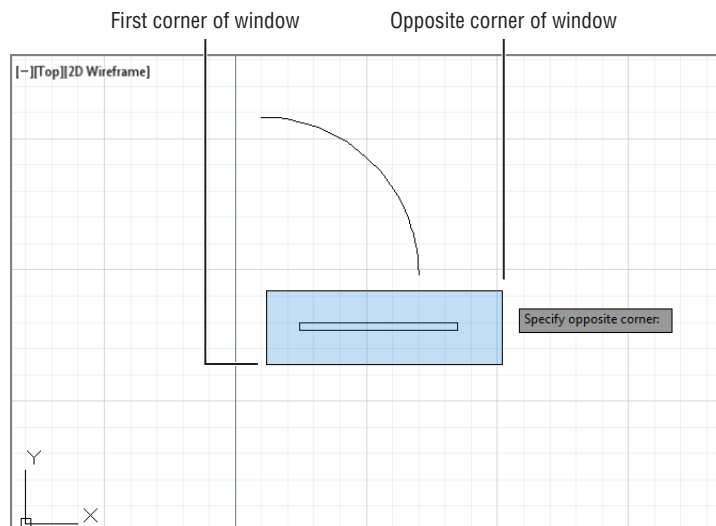 First corner of window
Opposite corner of window
[−][Top][2D Wireframe]
Specify opposite corner:
Y
X